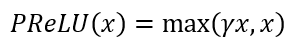 PReLU(x) = max(γx, x)